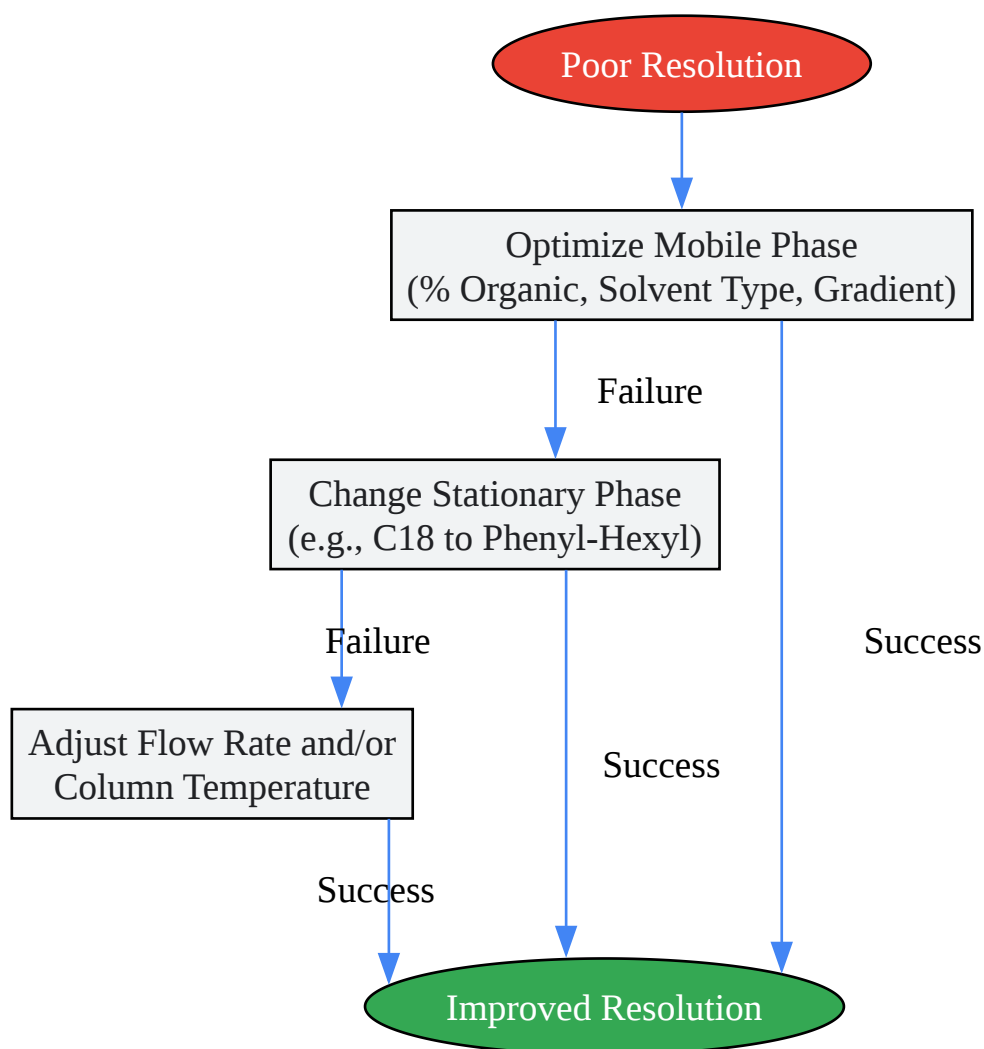 Poor Resolution
Optimize Mobile Phase
(% Organic, Solvent Type, Gradient)
Failure
Change Stationary Phase
(e.g., C18 to Phenyl-Hexyl)
Failure
Success
Adjust Flow Rate and/or
Column Temperature
Success
Success
Improved Resolution